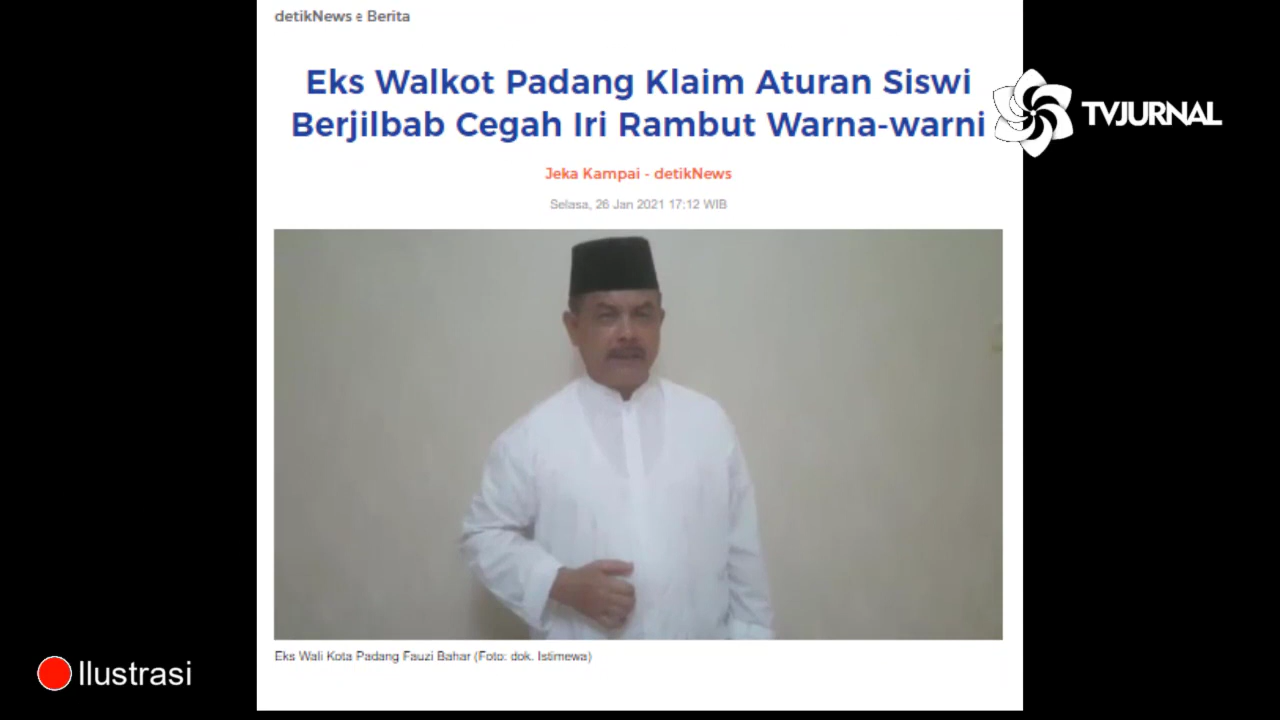 detikNews e Berita
Eks Walkot Padang Klaim Aturan Siswi
Berjilbab Cegah Iri Rambut Warna-warni
TVJURNAL
Jeka Kampai - detikNews
Selasa, 26 Jan 2021 17:12 WIB
Eks Wali Kota Padang Fauzi Bahar (Foto: dok. Istimewa)
Ilustrasi